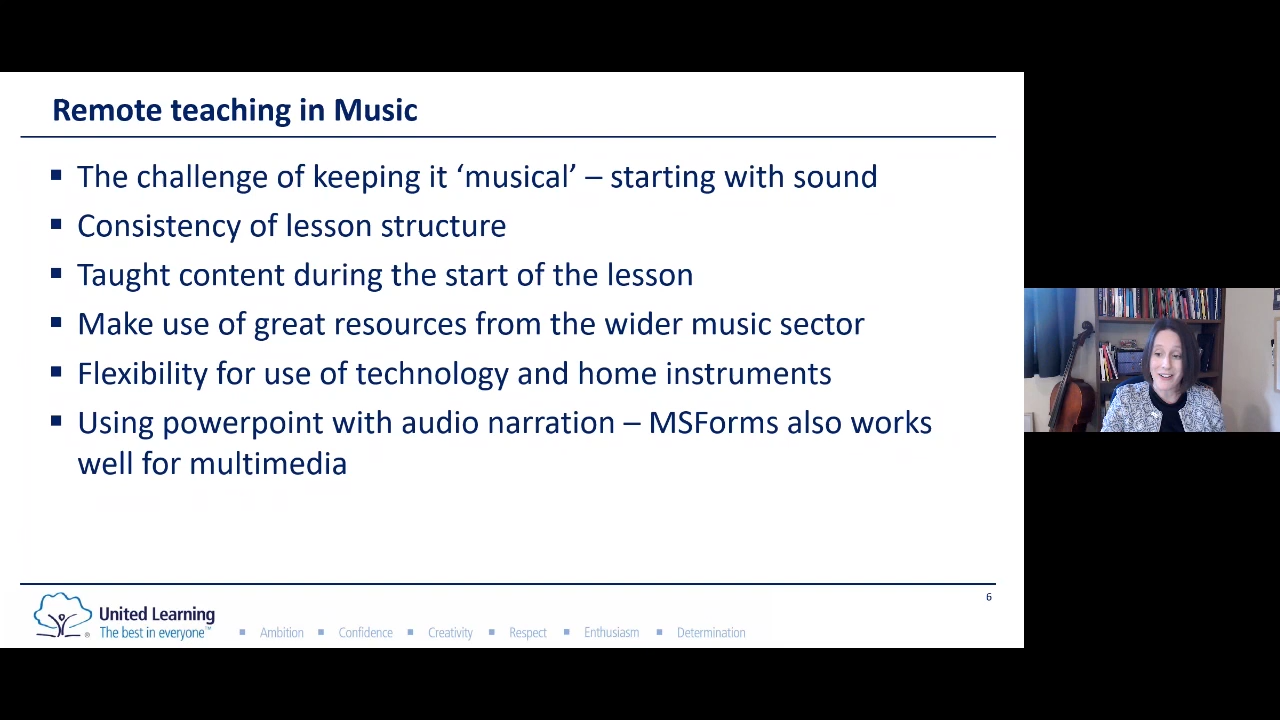 Remote teaching in Music
▪ The challenge of keeping it ‘musical’ – starting with sound
▪ Consistency of lesson structure
▪ Taught content during the start of the lesson
▪ Make use of great resources from the wider music sector
▪ Flexibility for use of technology and home instruments
▪ Using powerpoint with audio narration – MSForms also works
well for multimedia
6
United Learning
® The best in everyone™
▪ Ambition ▪ Confidence ▪ Creativity ▪ Respect ▪ Enthusiasm ▪ Determination